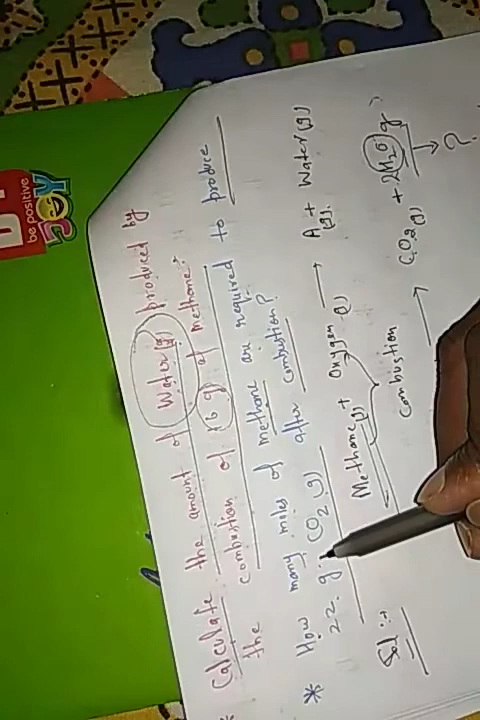 be positive
JOY
* Calculate the amount of Water(g) produced by
the combustion of 16 g of methane?
* How many moles of methane are required to produce
22 g. CO2 (g) after combustion?
Sol :→ Methane(g) + Oxygen (g) → A (g) + Water(g)
combustion → CO2(g) + 2H2O g )
?